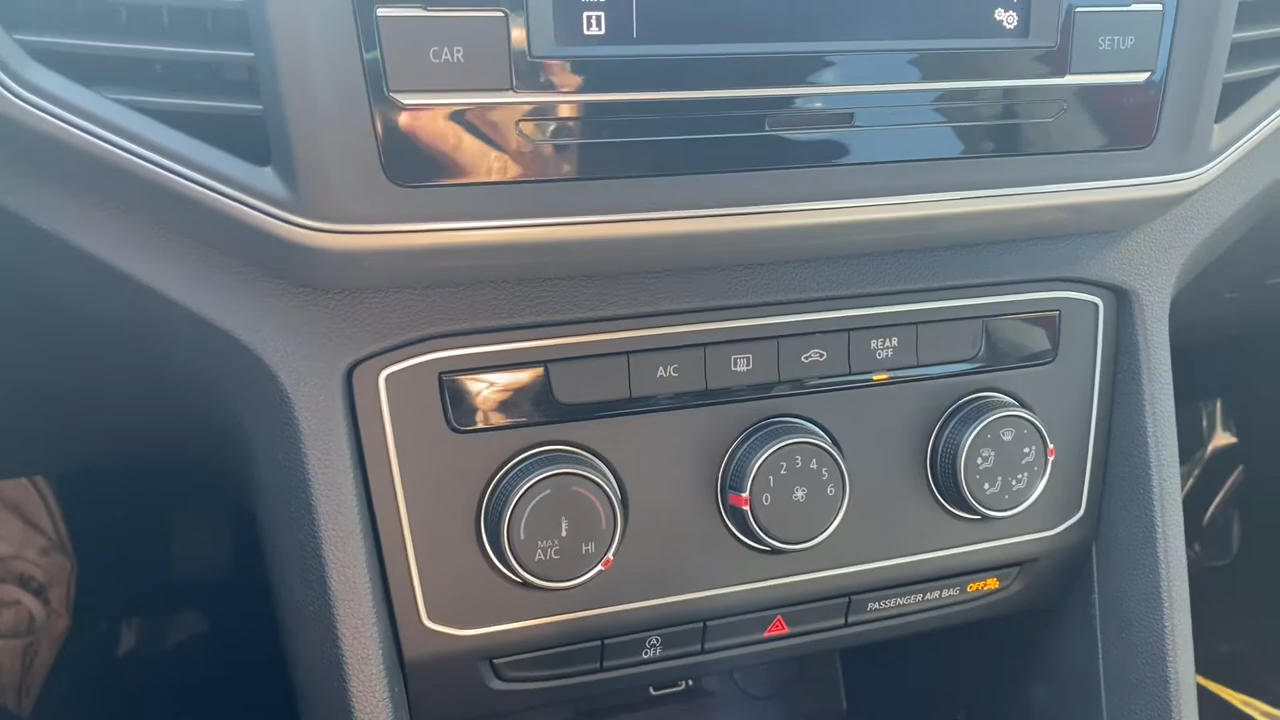 CAR
SETUP
A/C
REAR
OFF
0 1 2 3 4 5 6
MAX
A/C
HI
OFF
PASSENGER AIR BAG
OFF